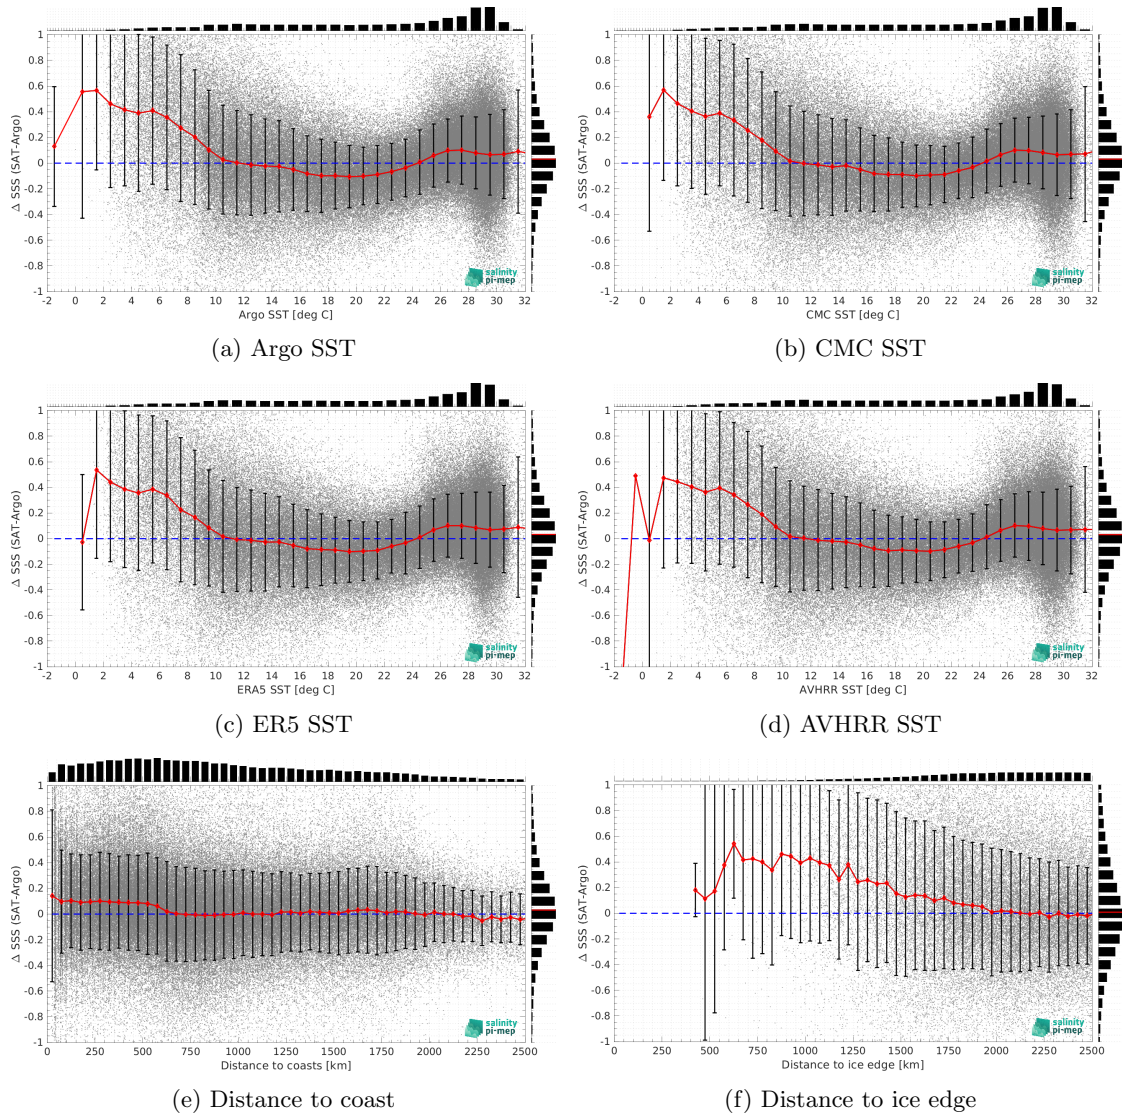 1
0.8
0.6
0.4
0.2
0
-0.2
-0.4
-0.6
-0.8
-1
Δ SSS (SAT-Argo)
-2 0 2 4 6 8 10 12 14 16 18 20 22 24 26 28 30 32
Argo SST [deg C]
salinity
pi-mep
(a) Argo SST
1
0.8
0.6
0.4
0.2
0
-0.2
-0.4
-0.6
-0.8
-1
Δ SSS (SAT-Argo)
-2 0 2 4 6 8 10 12 14 16 18 20 22 24 26 28 30 32
CMC SST [deg C]
salinity
pi-mep
(b) CMC SST
1
0.8
0.6
0.4
0.2
0
-0.2
-0.4
-0.6
-0.8
-1
Δ SSS (SAT-Argo)
-2 0 2 4 6 8 10 12 14 16 18 20 22 24 26 28 30 32
ERA5 SST [deg C]
salinity
pi-mep
(c) ER5 SST
1
0.8
0.6
0.4
0.2
0
-0.2
-0.4
-0.6
-0.8
-1
Δ SSS (SAT-Argo)
-2 0 2 4 6 8 10 12 14 16 18 20 22 24 26 28 30 32
AVHRR SST [deg C]
salinity
pi-mep
(d) AVHRR SST
1
0.8
0.6
0.4
0.2
0
-0.2
-0.4
-0.6
-0.8
-1
Δ SSS (SAT-Argo)
0 250 500 750 1000 1250 1500 1750 2000 2250 2500
Distance to coasts [km]
salinity
pi-mep
(e) Distance to coast
1
0.8
0.6
0.4
0.2
0
-0.2
-0.4
-0.6
-0.8
-1
Δ SSS (SAT-Argo)
0 250 500 750 1000 1250 1500 1750 2000 2250 2500
Distance to ice edge [km]
salinity
pi-mep
(f) Distance to ice edge